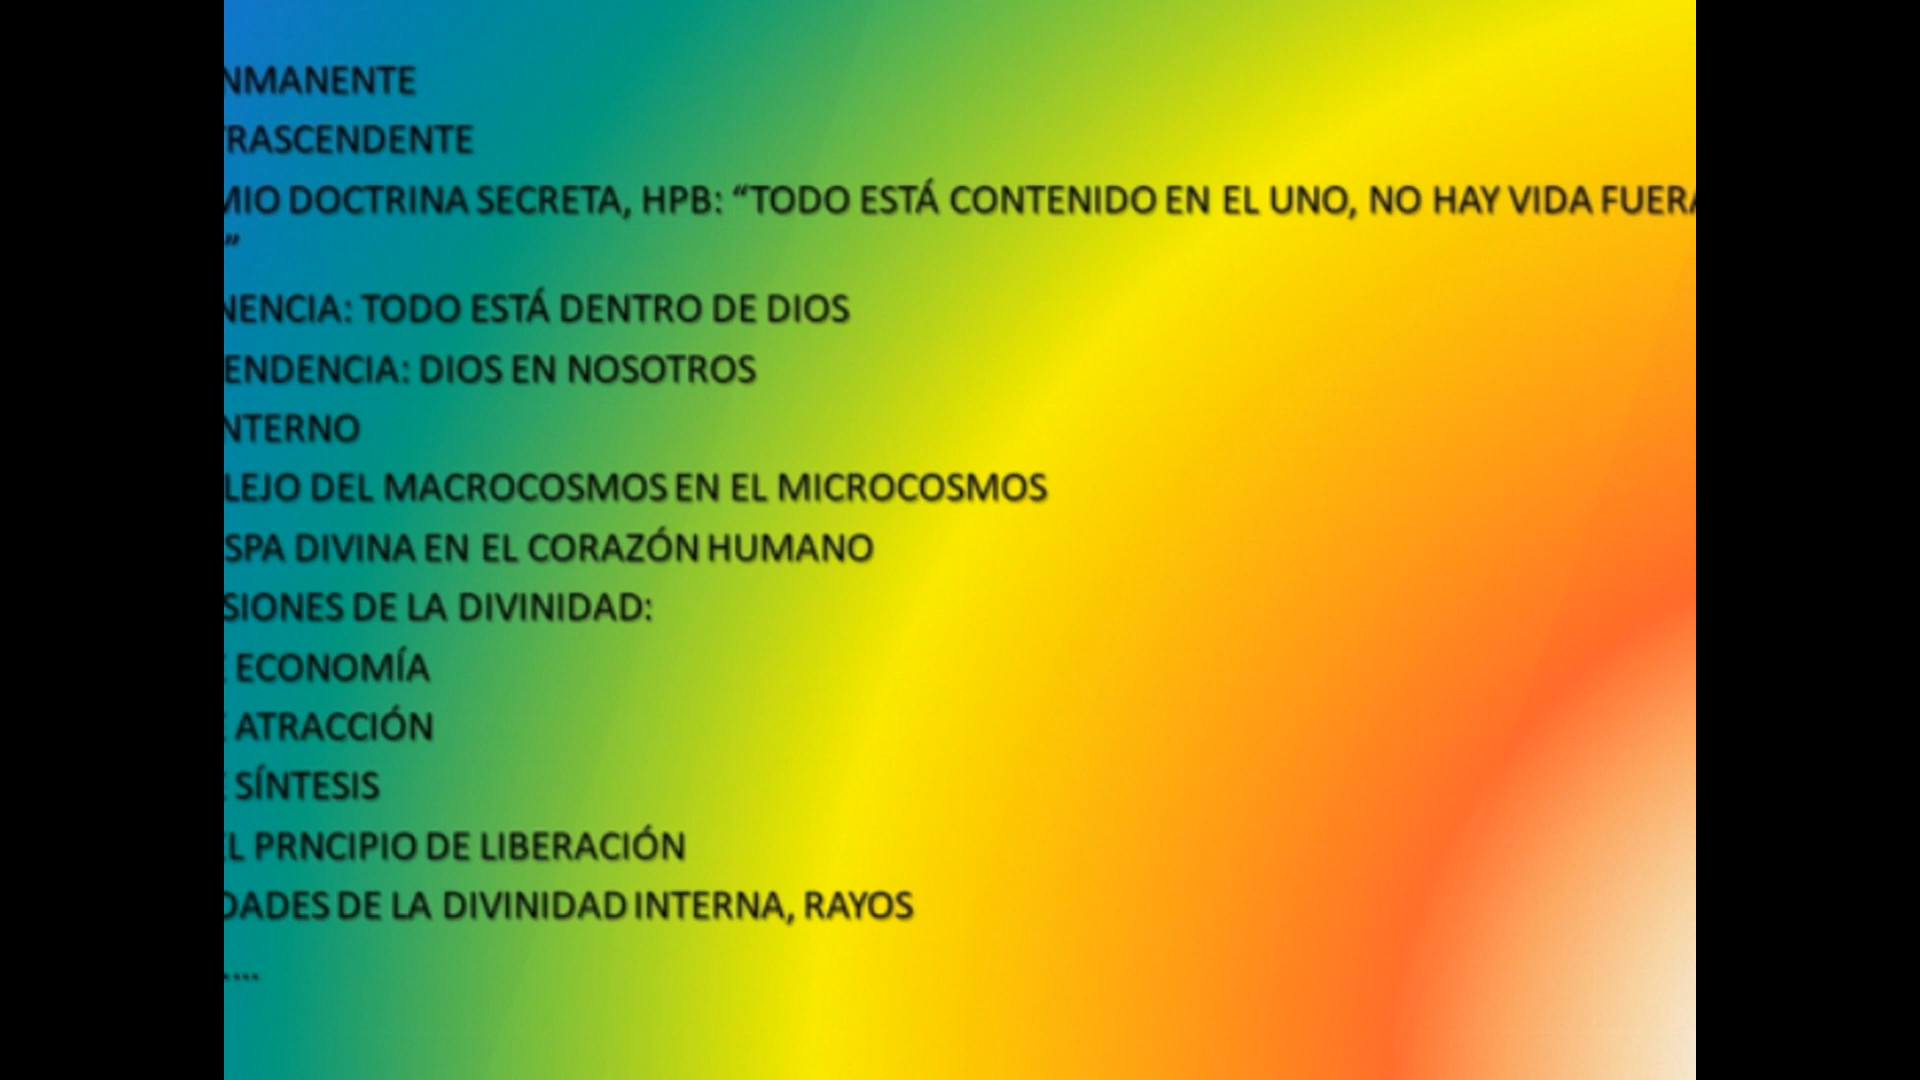 NMANENTE
TRASCENDENTE
MIO DOCTRINA SECRETA, HPB: “TODO ESTÁ CONTENIDO EN EL UNO, NO HAY VIDA FUERA
”
NENCIA: TODO ESTÁ DENTRO DE DIOS
ENDENCIA: DIOS EN NOSOTROS
NTERNO
LEJO DEL MACROCOSMOS EN EL MICROCOSMOS
SPA DIVINA EN EL CORAZÓN HUMANO
SIONES DE LA DIVINIDAD:
E ECONOMÍA
E ATRACCIÓN
E SÍNTESIS
EL PRNCIPIO DE LIBERACIÓN
DADES DE LA DIVINIDAD INTERNA, RAYOS
....